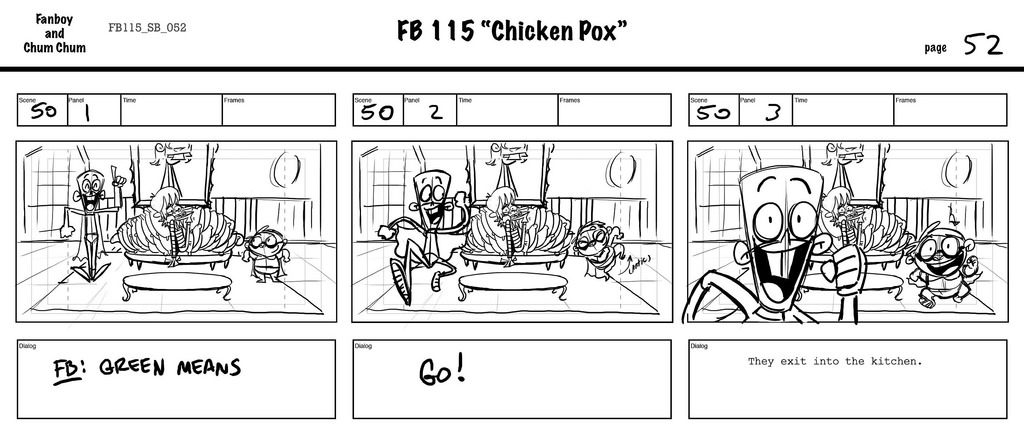 Fanboy
and
Chum Chum
FB115_SB_052
FB 115 “Chicken Pox”
page 52
Scene 50 Panel 1 Time Frames
Scene 50 Panel 2 Time Frames
Scene 50 Panel 3 Time Frames
(antic)
Dialog
FB: GREEN MEANS
Dialog
GO!
Dialog
They exit into the kitchen.